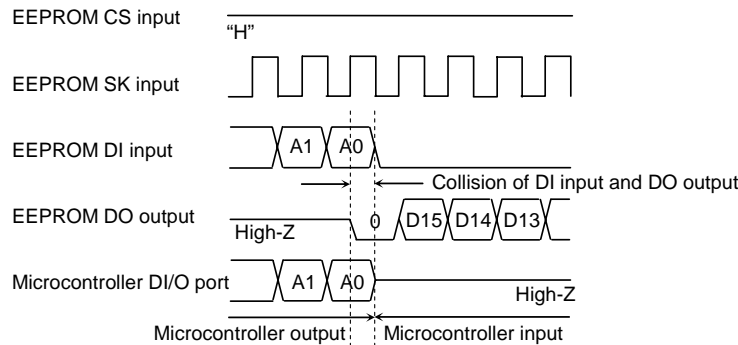 EEPROM CS input
“H”
EEPROM SK input
EEPROM DI input
A1 A0
Collision of DI input and DO output
EEPROM DO output
High-Z
0 D15 D14 D13
Microcontroller DI/O port
A1 A0
High-Z
Microcontroller output Microcontroller input